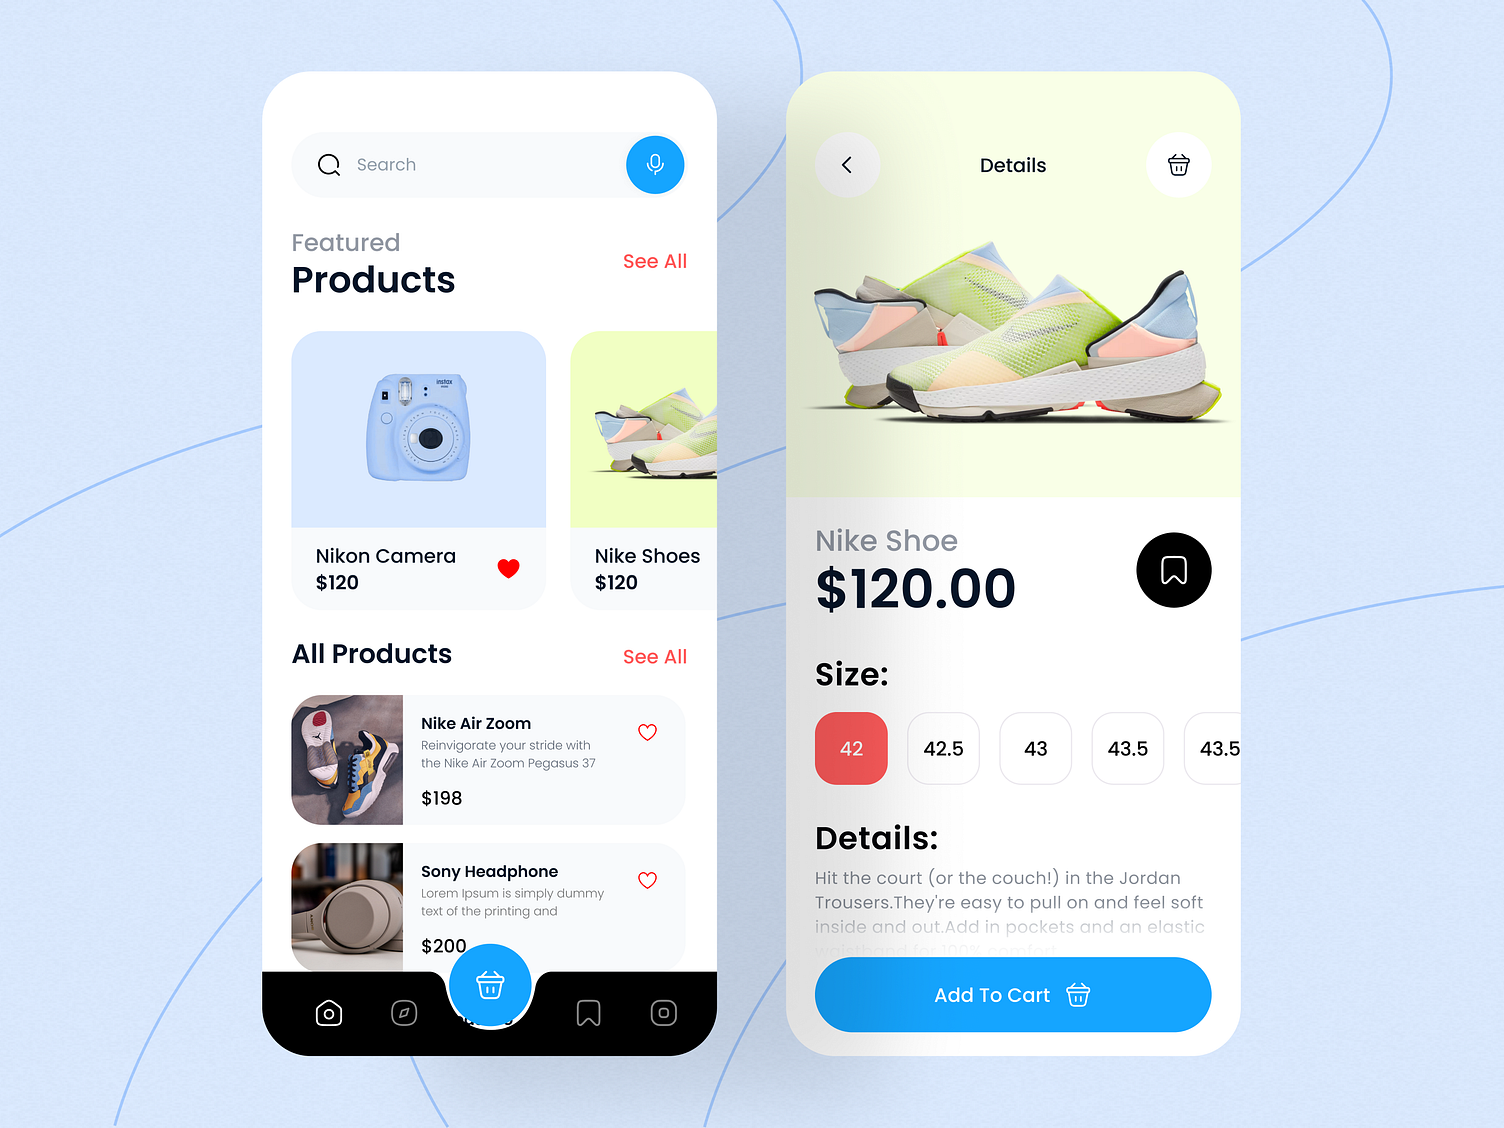 Search
Featured
Products
See All
instax
Nikon Camera
$120
Nike Shoes
$120
All Products
See All
Nike Air Zoom
Reinvigorate your stride with
the Nike Air Zoom Pegasus 37
$198
Sony Headphone
Lorem Ipsum is simply dummy
text of the printing and
$200
Details
Nike Shoe
$120.00
Size:
42
42.5
43
43.5
43.5
Details:
Hit the court (or the couch!) in the Jordan
Trousers.They're easy to pull on and feel soft
inside and out.Add in pockets and an elastic
waistband for 100% comfort
Add To Cart